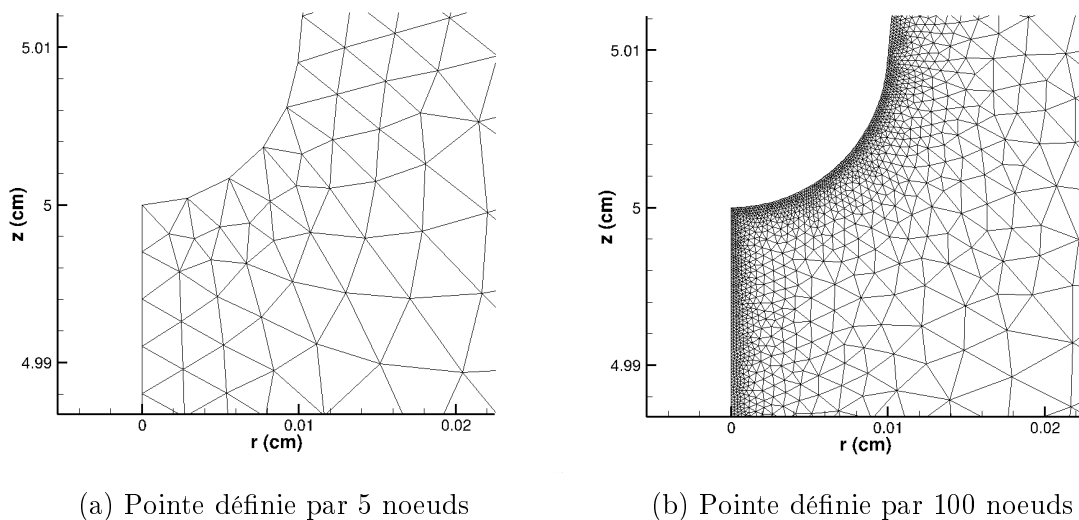 5.01
5
4.99
z (cm)
0
0.01
0.02
r (cm)
(a) Pointe définie par 5 noeuds
5.01
5
4.99
z (cm)
0
0.01
0.02
r (cm)
(b) Pointe définie par 100 noeuds